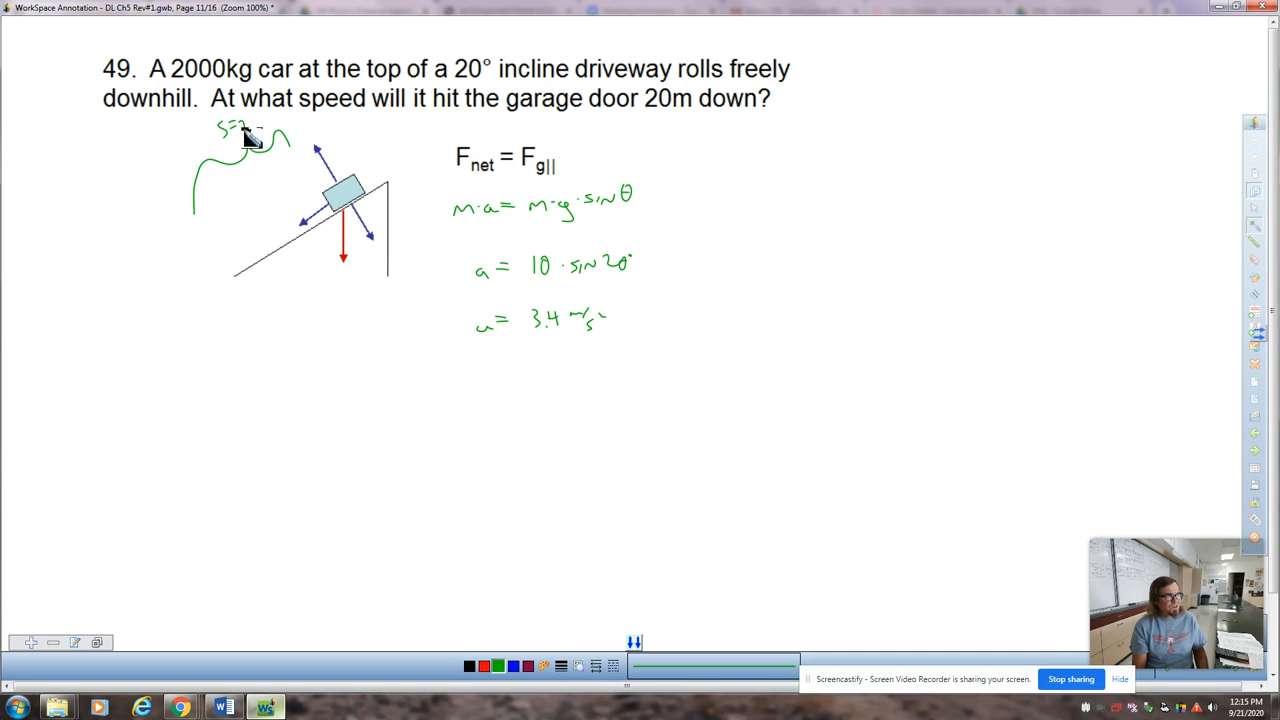 WorkSpace Annotation - DL Ch5 Rev#1.gwb, Page 11/16 (Zoom 100%) *
49. A 2000kg car at the top of a 20° incline driveway rolls freely
downhill. At what speed will it hit the garage door 20m down?
S=
Fnet = Fg||
m·a = m·g·sinθ
a = 10 · sin 20°
a = 3.4 m/s²
Screencastify - Screen Video Recorder is sharing your screen.
Stop sharing
Hide
12:15 PM
9/21/2020